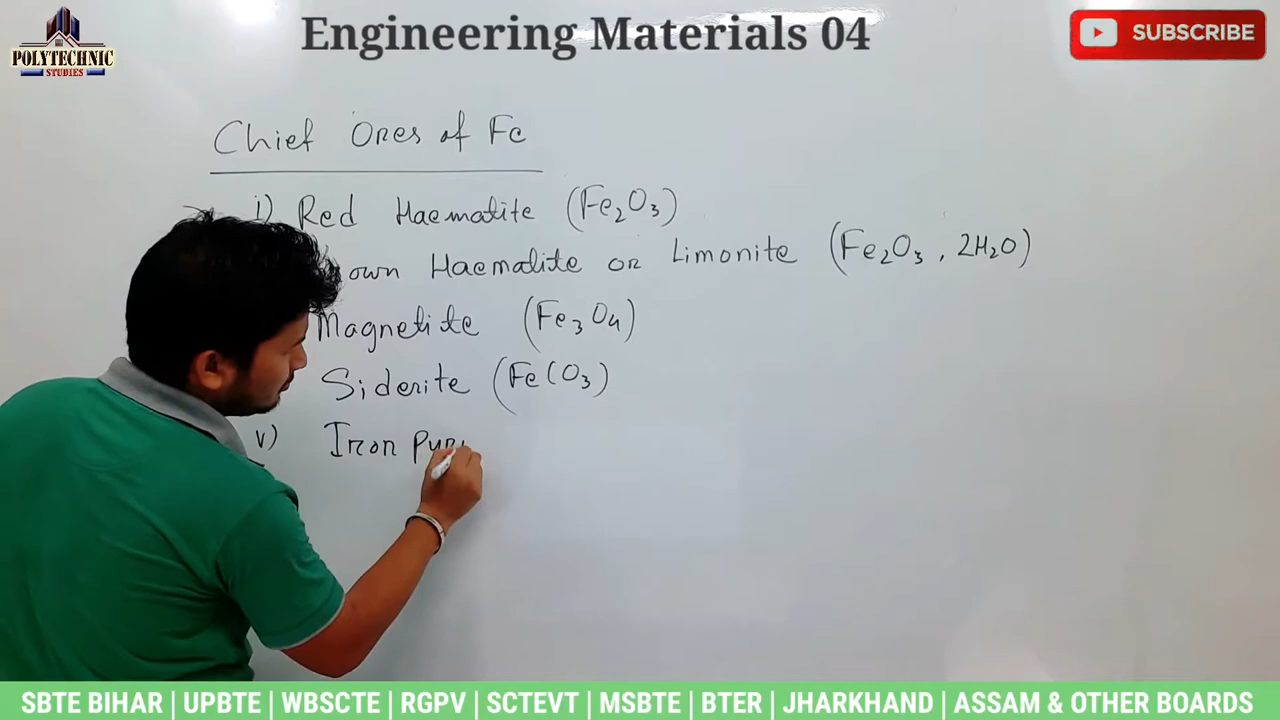 Engineering Materials 04
POLYTECHNIC
STUDIES
SUBSCRIBE
Chief Ores of Fe
i) Red Haematite (Fe₂O₃)
own Haematite or Limonite (Fe₂O₃, 2H₂O)
Magnetite (Fe₃O₄)
Siderite (FeCO₃)
v) Iron pyr
SBTE BIHAR | UPBTE | WBSCTE | RGPV | SCTEVT | MSBTE | BTER | JHARKHAND | ASSAM & OTHER BOARDS